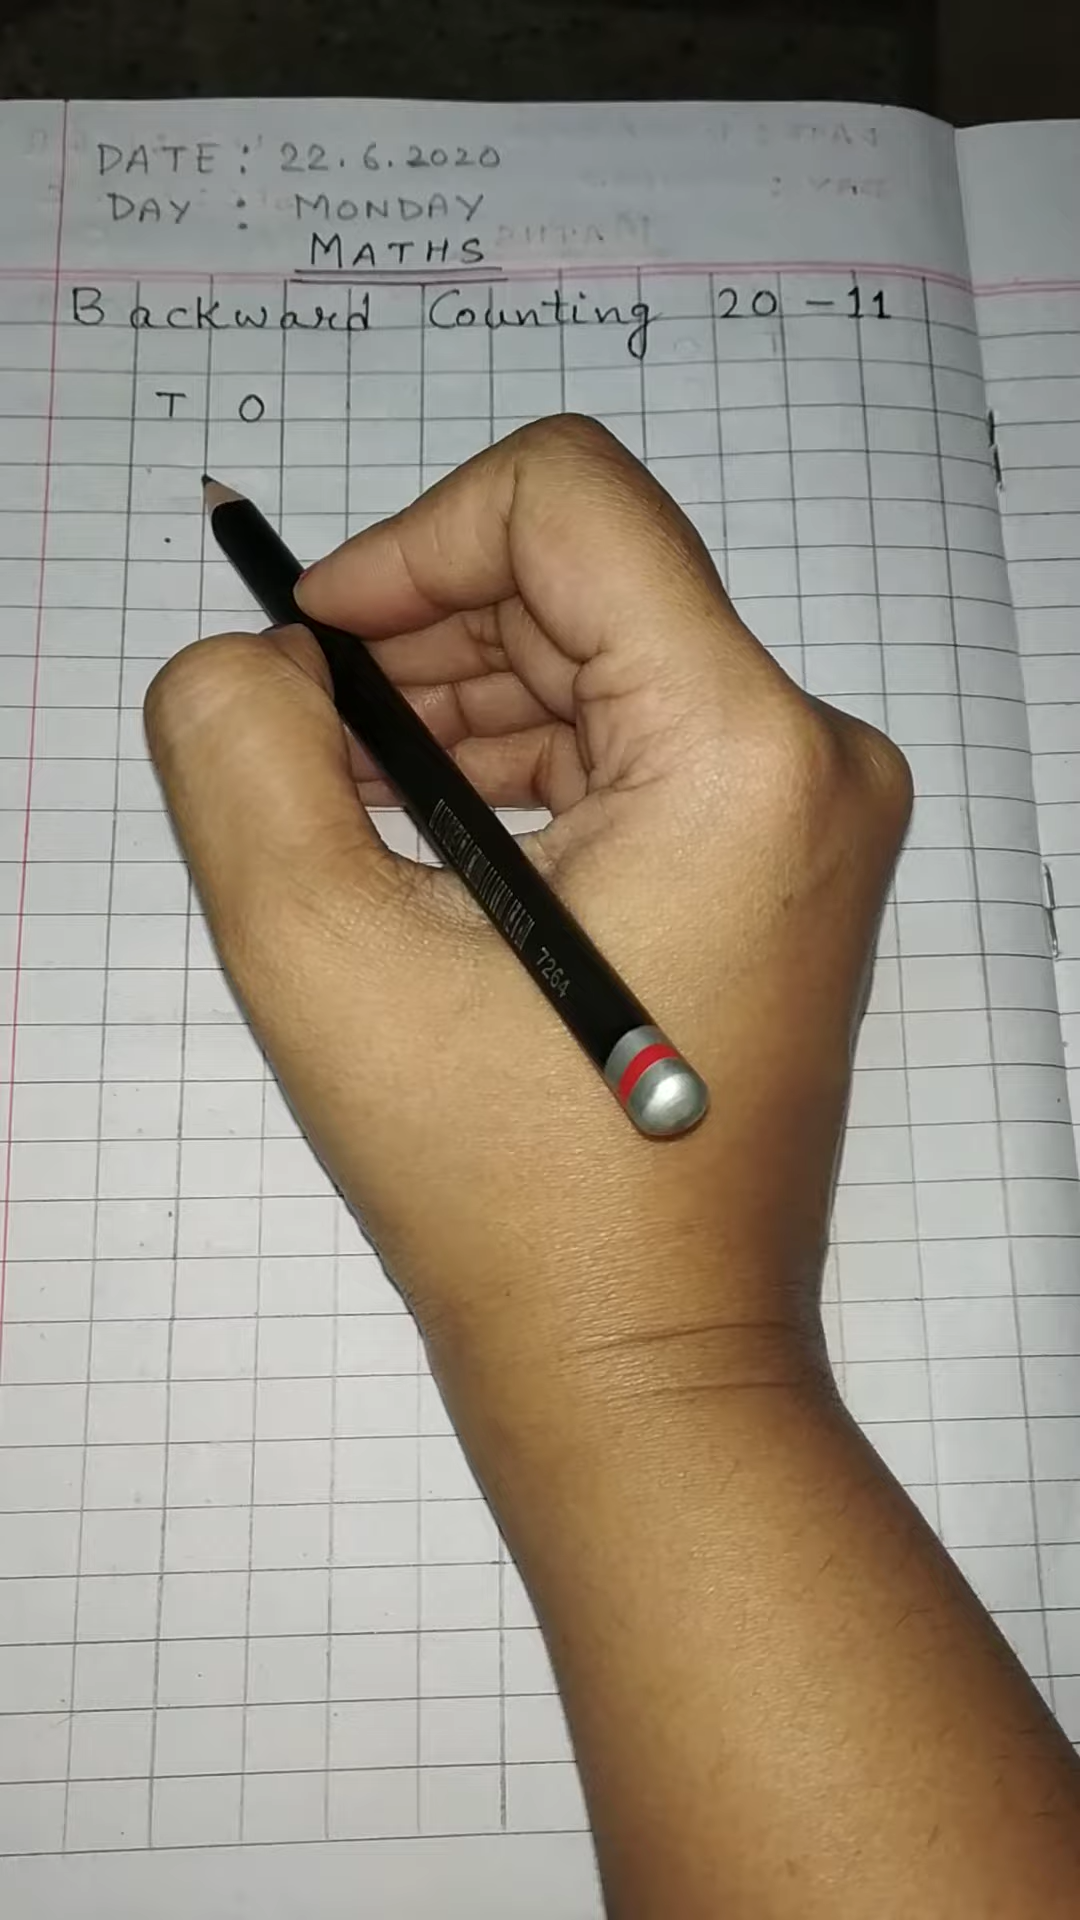 DATE : 22.6.2020
DAY : MONDAY
MATHS
Backward Counting 20 - 11
T O
7264